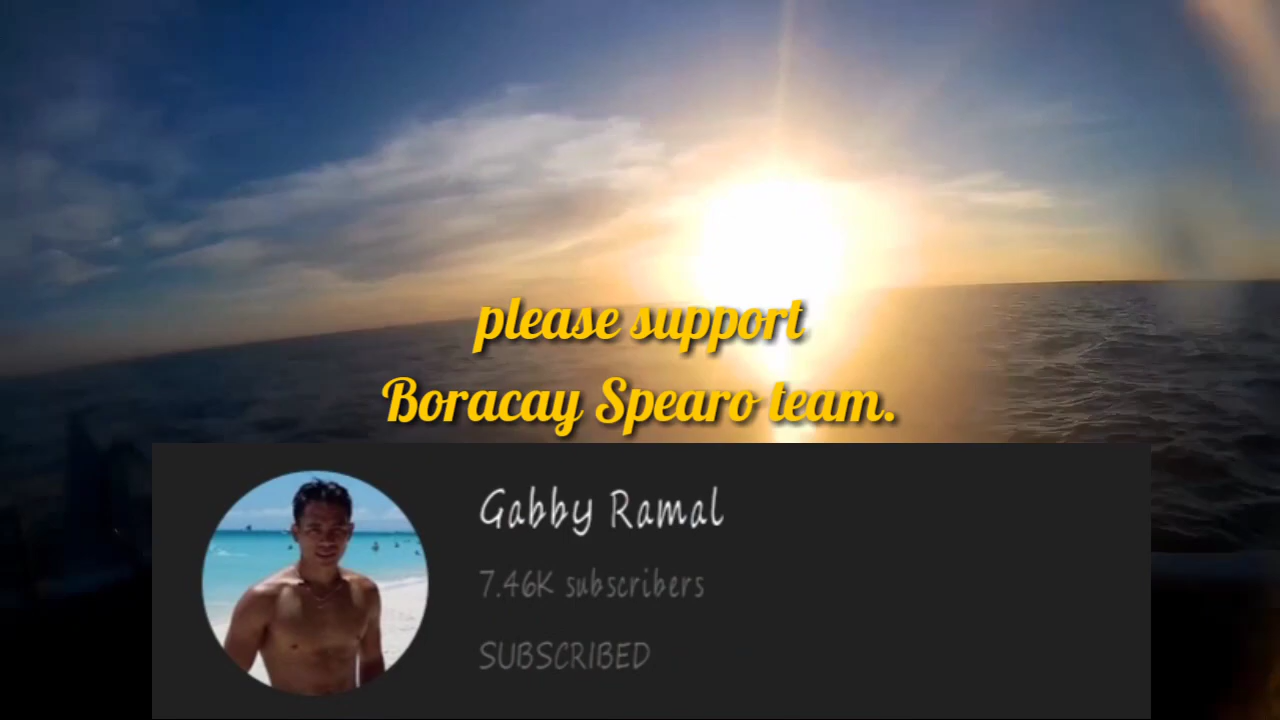 please support
Boracay Spearo team.
Gabby Ramal
7.46K subscribers
SUBSCRIBED